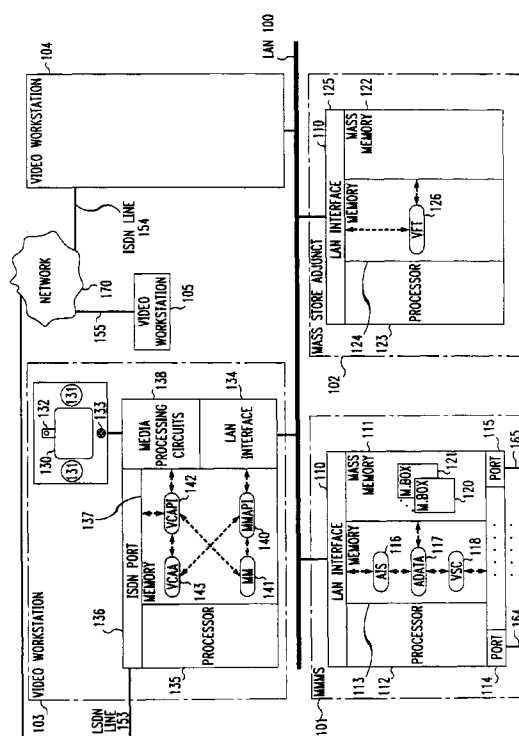 104
VIDEO WORKSTATION
LAN 100
NETWORK
ISDN LINE
154
170
155
VIDEO
WORKSTATION
105
103
VIDEO WORKSTATION
130
131
132
131
133
136
137
138
ISDN PORT
MEMORY
MEDIA
PROCESSING
CIRCUITS
VCAPI
142
VCAA
143
134
LAN INTERFACE
MMAPI
140
MM
141
PROCESSOR
135
LSDN LINE
153
125
110
MASS STORE ADJUNCT
LAN INTERFACE
122
MEMORY
MASS MEMORY
VFT
126
PROCESSOR
124
123
102
110
111
MMMS
LAN INTERFACE
MEMORY
MASS
MEMORY
M.BOX
121
M.BOX
120
AIS
116
ADATA
117
VSC
118
PROCESSOR
113
112
101
PORT
PORT
115
114
164
165